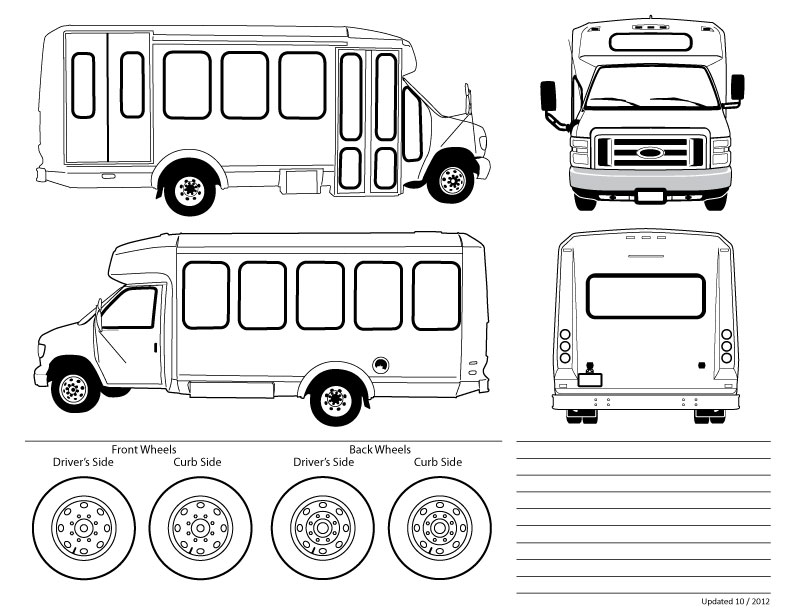 Front Wheels
Back Wheels
Driver's Side
Curb Side
Driver's Side
Curb Side
Updated 10 / 2012